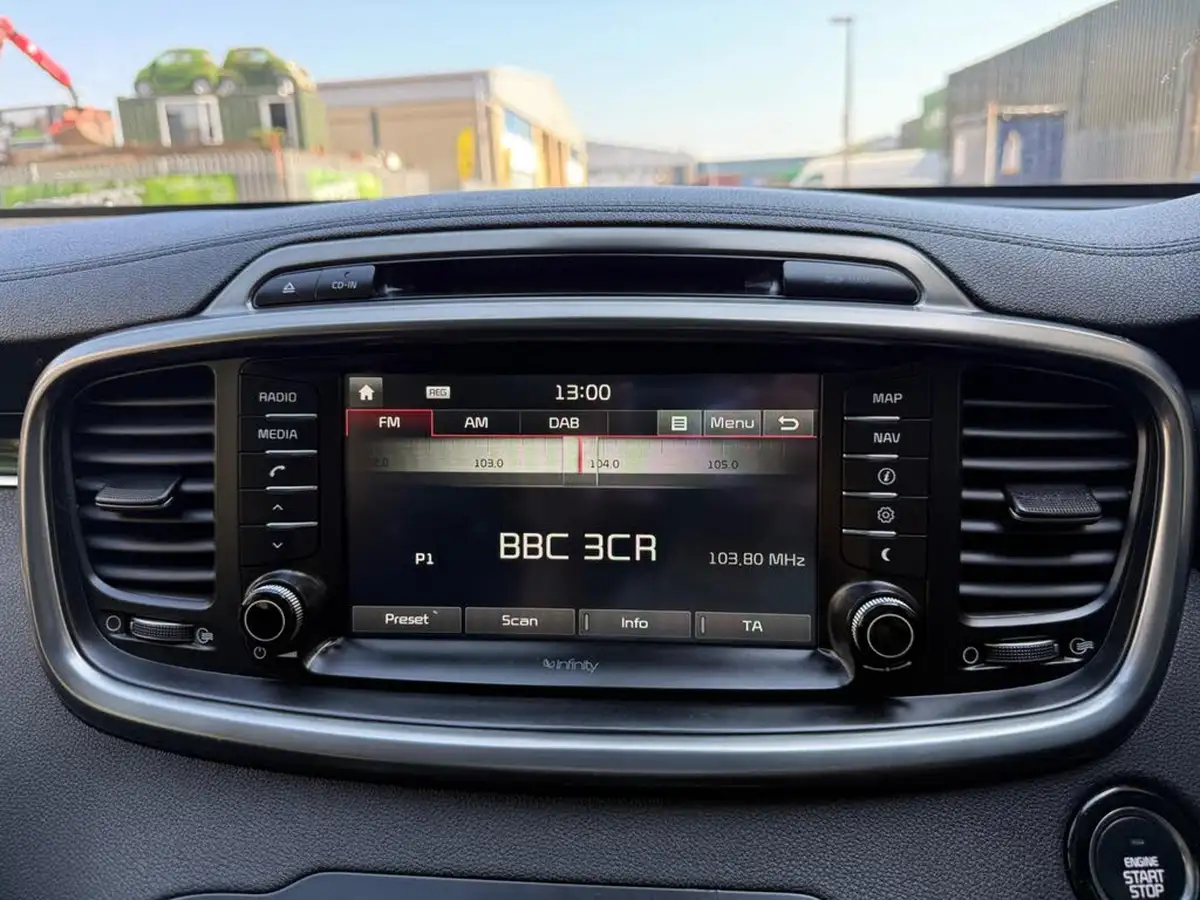 CD-IN
RADIO
MEDIA
REG 13:00
FM AM DAB Menu
103,0 104,0 105,0
P1 BBC 3CR 103,80 MHz
Preset Scan Info TA
infinity
MAP
NAV
ENGINE
START
STOP